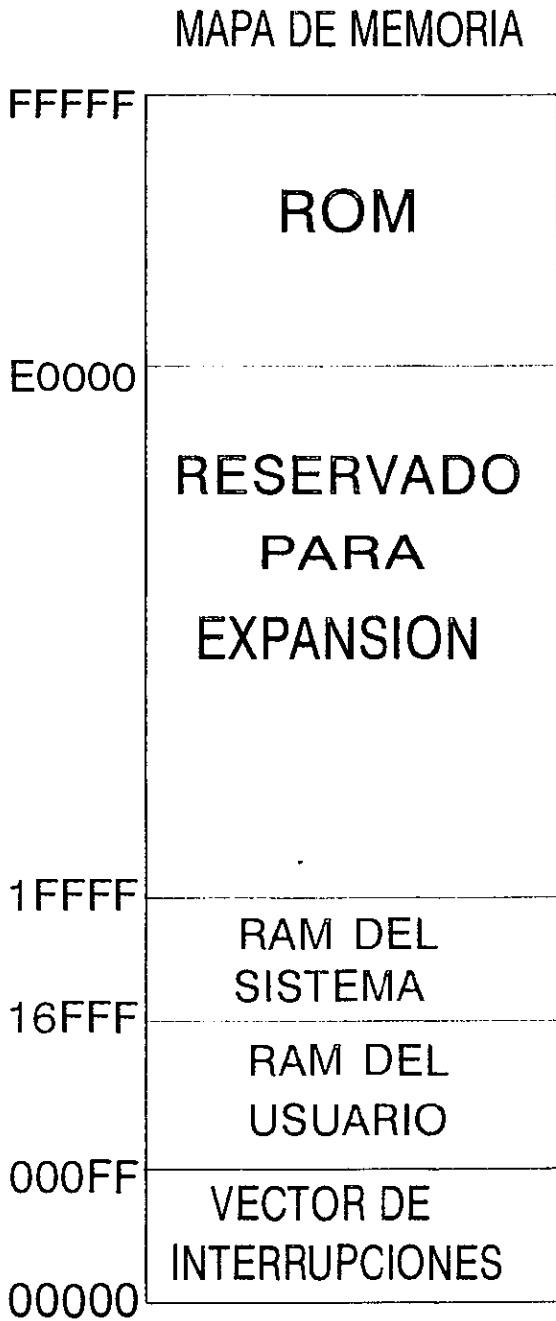 MAPA DE MEMORIA
FFFFF
ROM
E0000
RESERVADO
PARA
EXPANSION
1FFFF
RAM DEL
SISTEMA
16FFF
RAM DEL
USUARIO
000FF
VECTOR DE
INTERRUPCIONES
00000